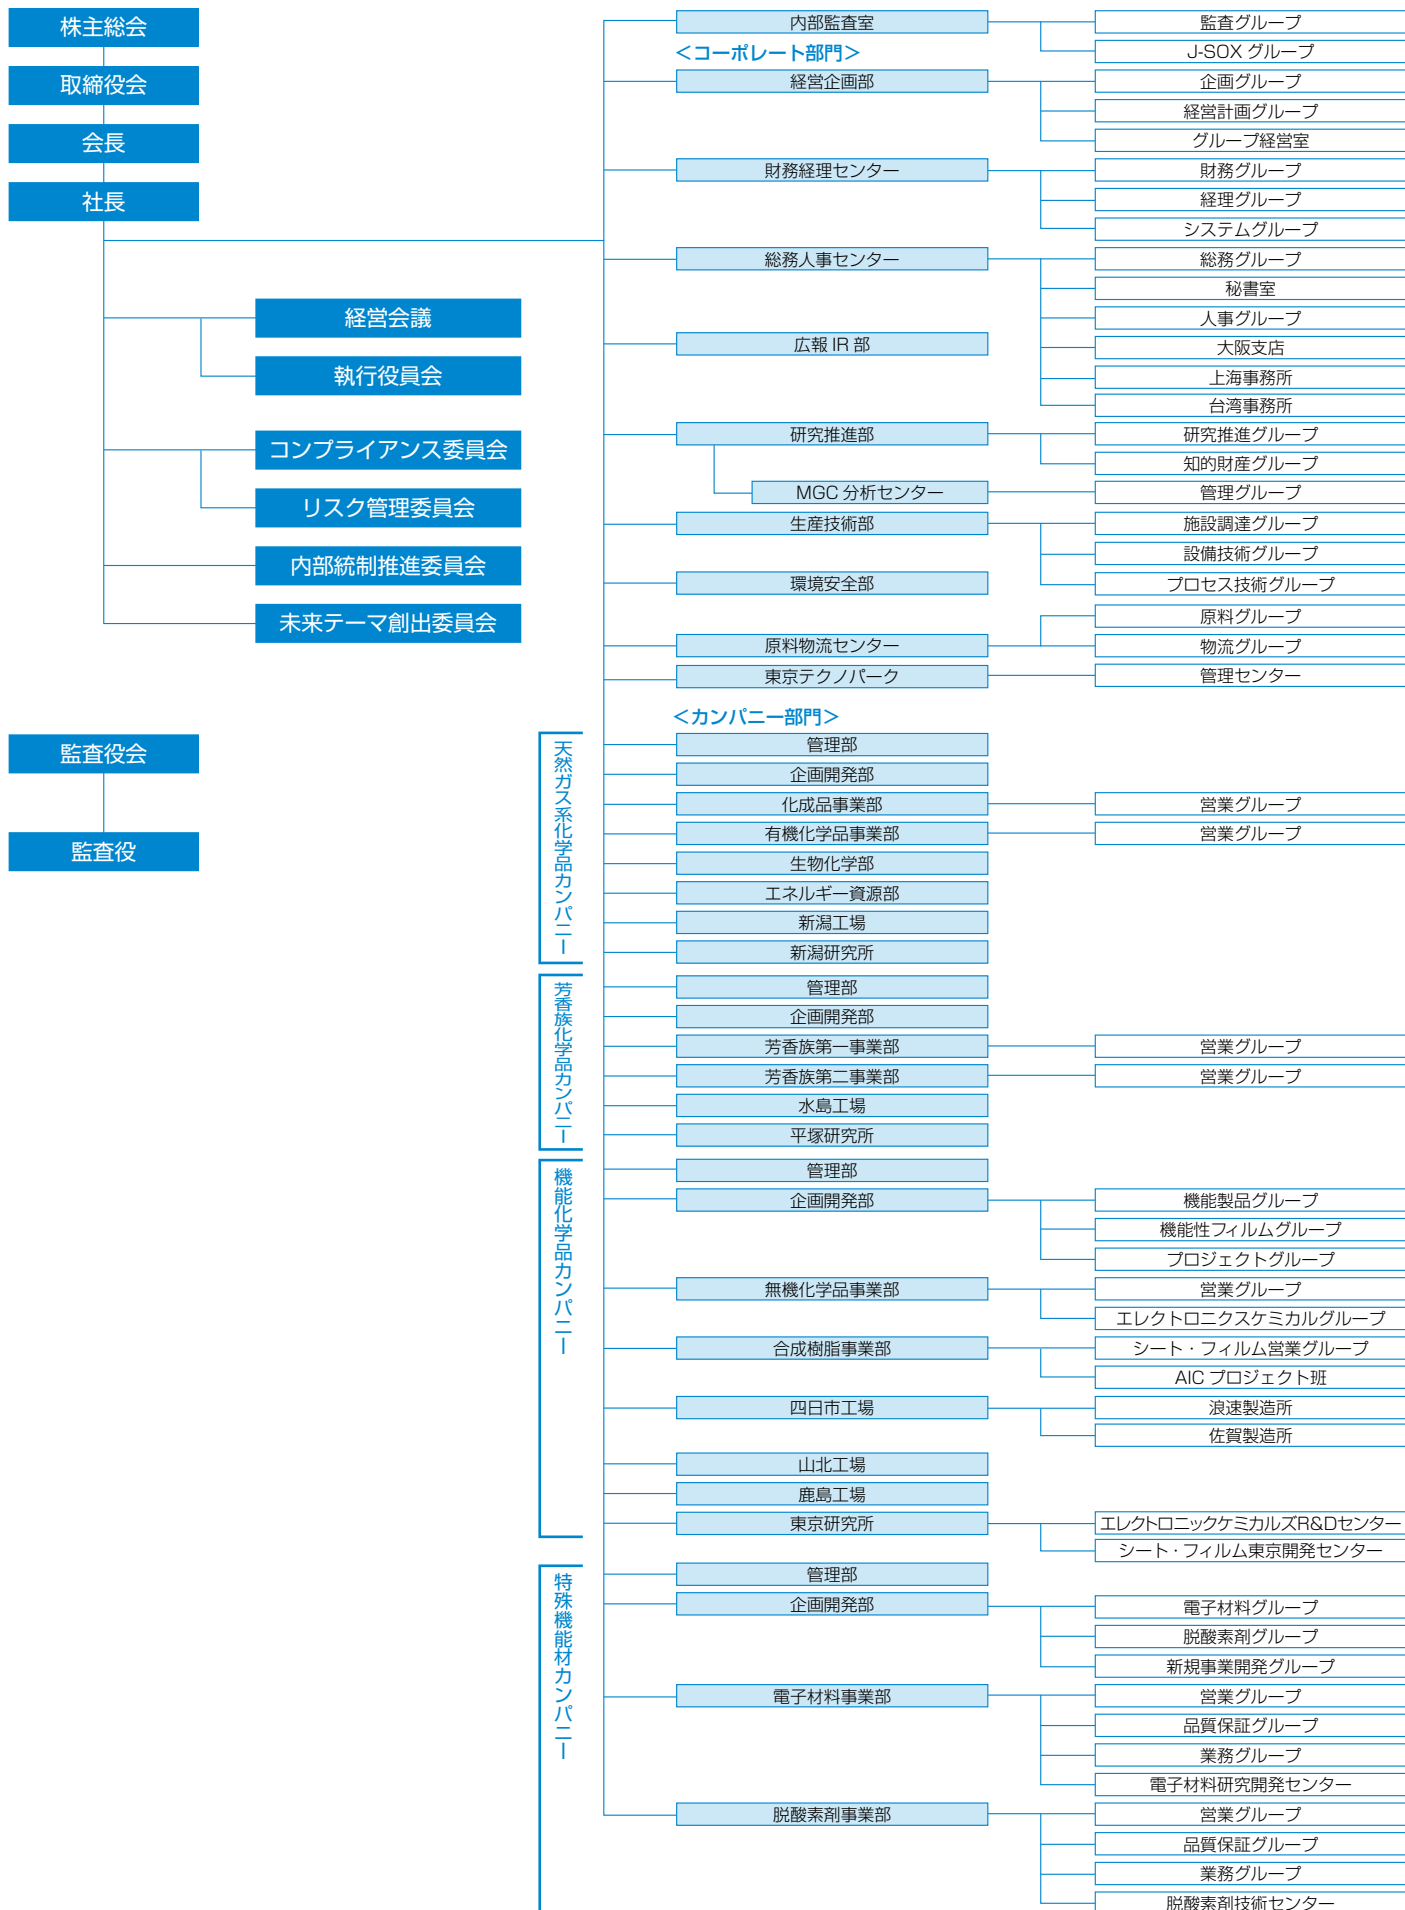 株主総会
取締役会
会長
社長
経営会議
執行役員会
コンプライアンス委員会
リスク管理委員会
内部統制推進委員会
未来テーマ創出委員会
監査役会
監査役
内部監査室
監査グループ
J-SOX グループ
＜コーポレート部門＞
経営企画部
企画グループ
経営計画グループ
グループ経営室
財務経理センター
財務グループ
経理グループ
システムグループ
総務人事センター
総務グループ
秘書室
人事グループ
大阪支店
上海事務所
台湾事務所
広報 IR 部
研究推進部
研究推進グループ
知的財産グループ
MGC 分析センター
管理グループ
生産技術部
施設調達グループ
設備技術グループ
プロセス技術グループ
環境安全部
原料物流センター
原料グループ
物流グループ
東京テクノパーク
管理センター
＜カンパニー部門＞
天然ガス系化学品カンパニー
管理部
企画開発部
化成品事業部
営業グループ
有機化学品事業部
営業グループ
生物化学部
エネルギー資源部
新潟工場
新潟研究所
芳香族化学品カンパニー
管理部
企画開発部
芳香族第一事業部
営業グループ
芳香族第二事業部
営業グループ
水島工場
平塚研究所
機能化学品カンパニー
管理部
企画開発部
機能製品グループ
機能性フィルムグループ
プロジェクトグループ
無機化学品事業部
営業グループ
エレクトロニクスケミカルグループ
合成樹脂事業部
シート・フィルム営業グループ
AIC プロジェクト班
四日市工場
浪速製造所
佐賀製造所
山北工場
鹿島工場
東京研究所
エレクトロニックケミカルズR&Dセンター
シート・フィルム東京開発センター
特殊機能材カンパニー
管理部
企画開発部
電子材料グループ
脱酸素剤グループ
新規事業開発グループ
電子材料事業部
営業グループ
品質保証グループ
業務グループ
電子材料研究開発センター
脱酸素剤事業部
営業グループ
品質保証グループ
業務グループ
脱酸素剤技術センター